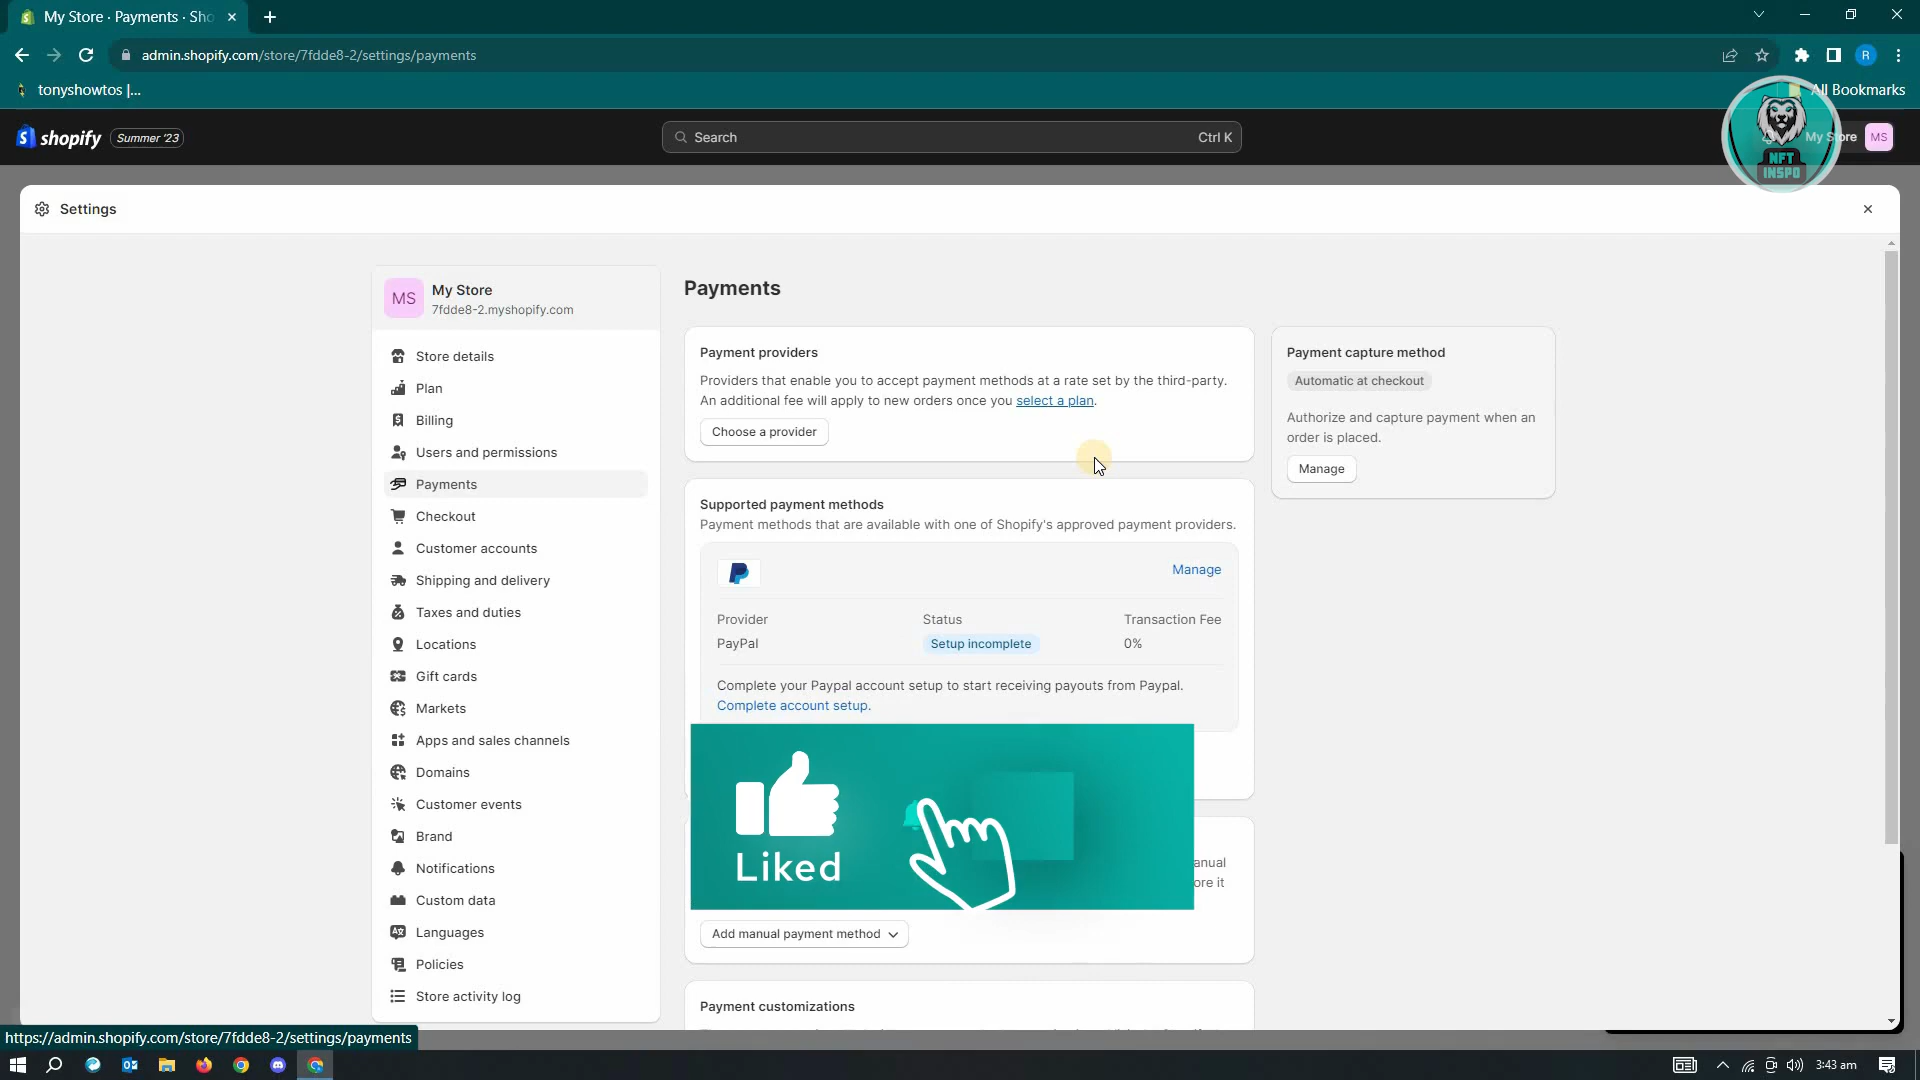 My Store · Payments · Sho
admin.shopify.com/store/7fdde8-2/settings/payments
R
tonyshowtos |...
All Bookmarks
shopify
Summer '23
Search
Ctrl K
My Store
MS
NFT
INSPO
Settings
MS
My Store
7fdde8-2.myshopify.com
Store details
Plan
Billing
Users and permissions
Payments
Checkout
Customer accounts
Shipping and delivery
Taxes and duties
Locations
Gift cards
Markets
Apps and sales channels
Domains
Customer events
Brand
Notifications
Custom data
Languages
Policies
Store activity log
Payments
Payment providers
Providers that enable you to accept payment methods at a rate set by the third-party.
An additional fee will apply to new orders once you select a plan.
Choose a provider
Supported payment methods
Payment methods that are available with one of Shopify's approved payment providers.
Manage
Provider
Status
Transaction Fee
PayPal
Setup incomplete
0%
Complete your Paypal account setup to start receiving payouts from Paypal.
Complete account setup.
Liked
anual
ore it
Add manual payment method
Payment customizations
Payment capture method
Automatic at checkout
Authorize and capture payment when an
order is placed.
Manage
https://admin.shopify.com/store/7fdde8-2/settings/payments
3:43 am